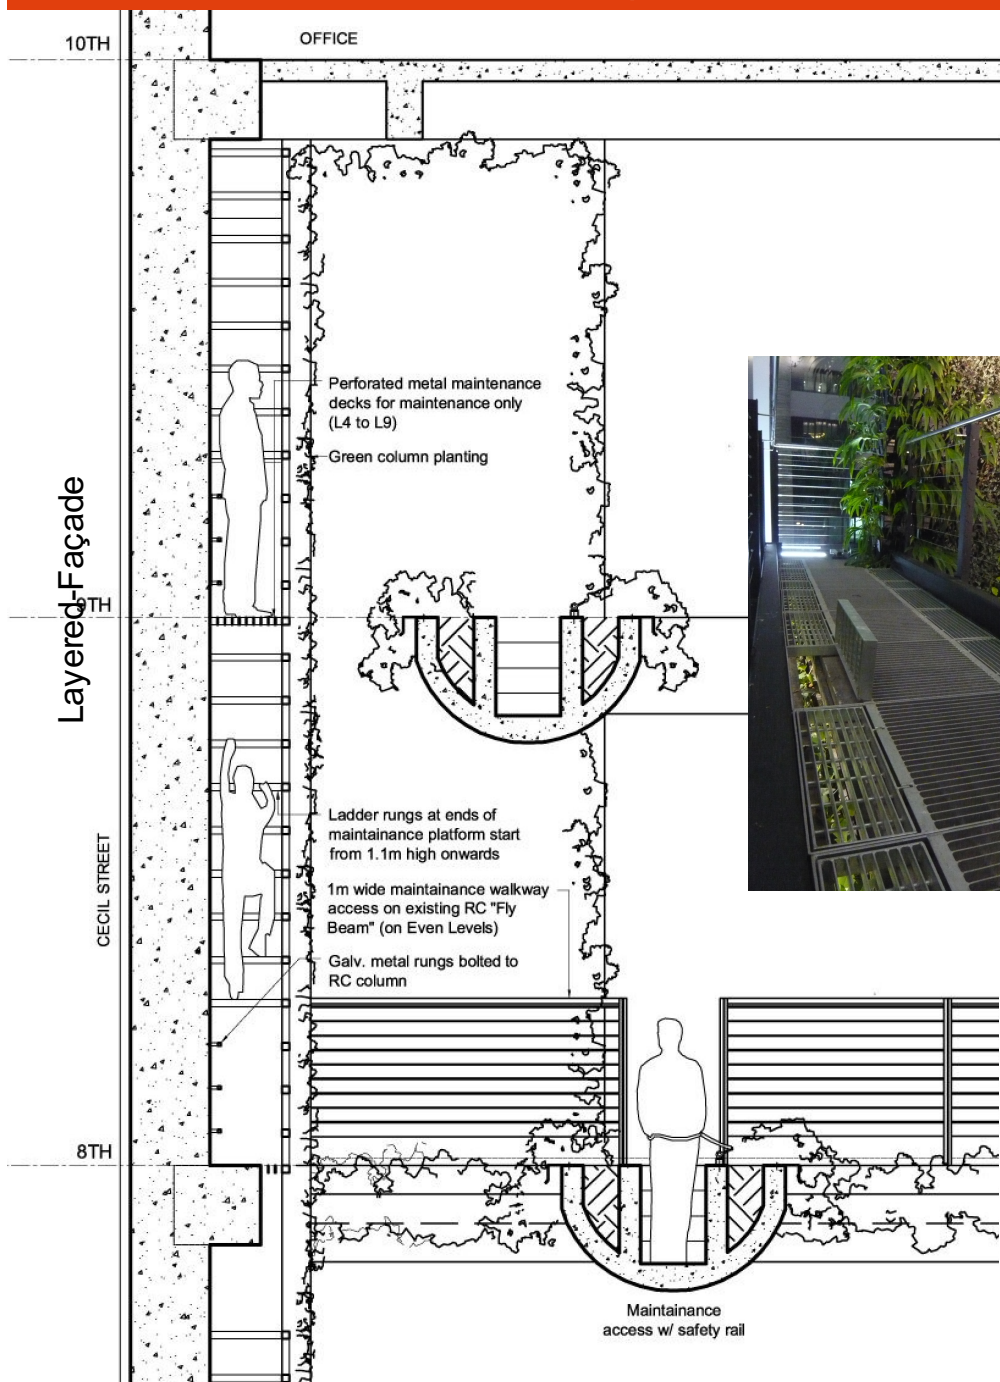 10TH
OFFICE
Perforated metal maintenance
decks for maintenance only
(L4 to L9)
Green column planting
Layered-Façade
9TH
Ladder rungs at ends of
maintainance platform start
from 1.1m high onwards
1m wide maintainance walkway
access on existing RC "Fly
Beam" (on Even Levels)
CECIL STREET
Galv. metal rungs bolted to
RC column
8TH
Maintainance
access w/ safety rail